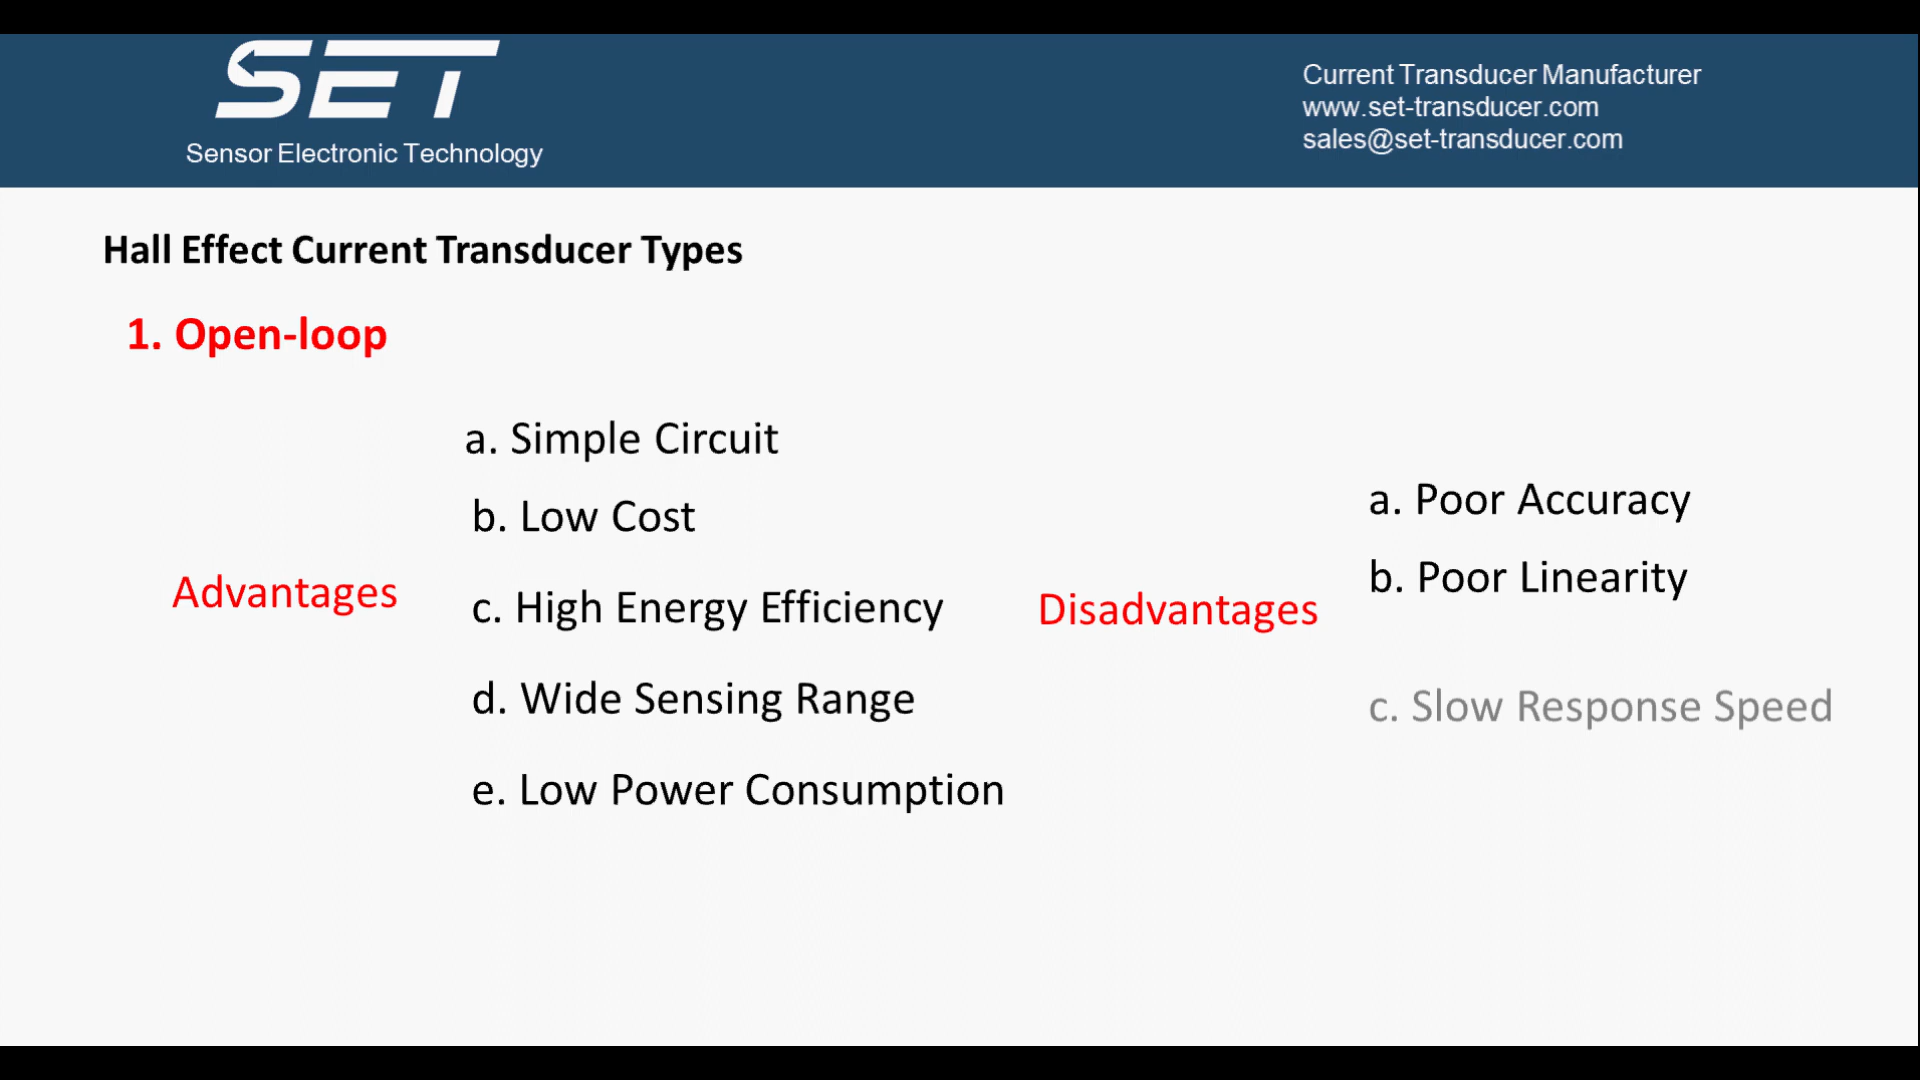 SET
Sensor Electronic Technology
Current Transducer Manufacturer
www.set-transducer.com
sales@set-transducer.com
Hall Effect Current Transducer Types
1. Open-loop
Advantages
a. Simple Circuit
b. Low Cost
c. High Energy Efficiency
d. Wide Sensing Range
e. Low Power Consumption
Disadvantages
a. Poor Accuracy
b. Poor Linearity
c. Slow Response Speed